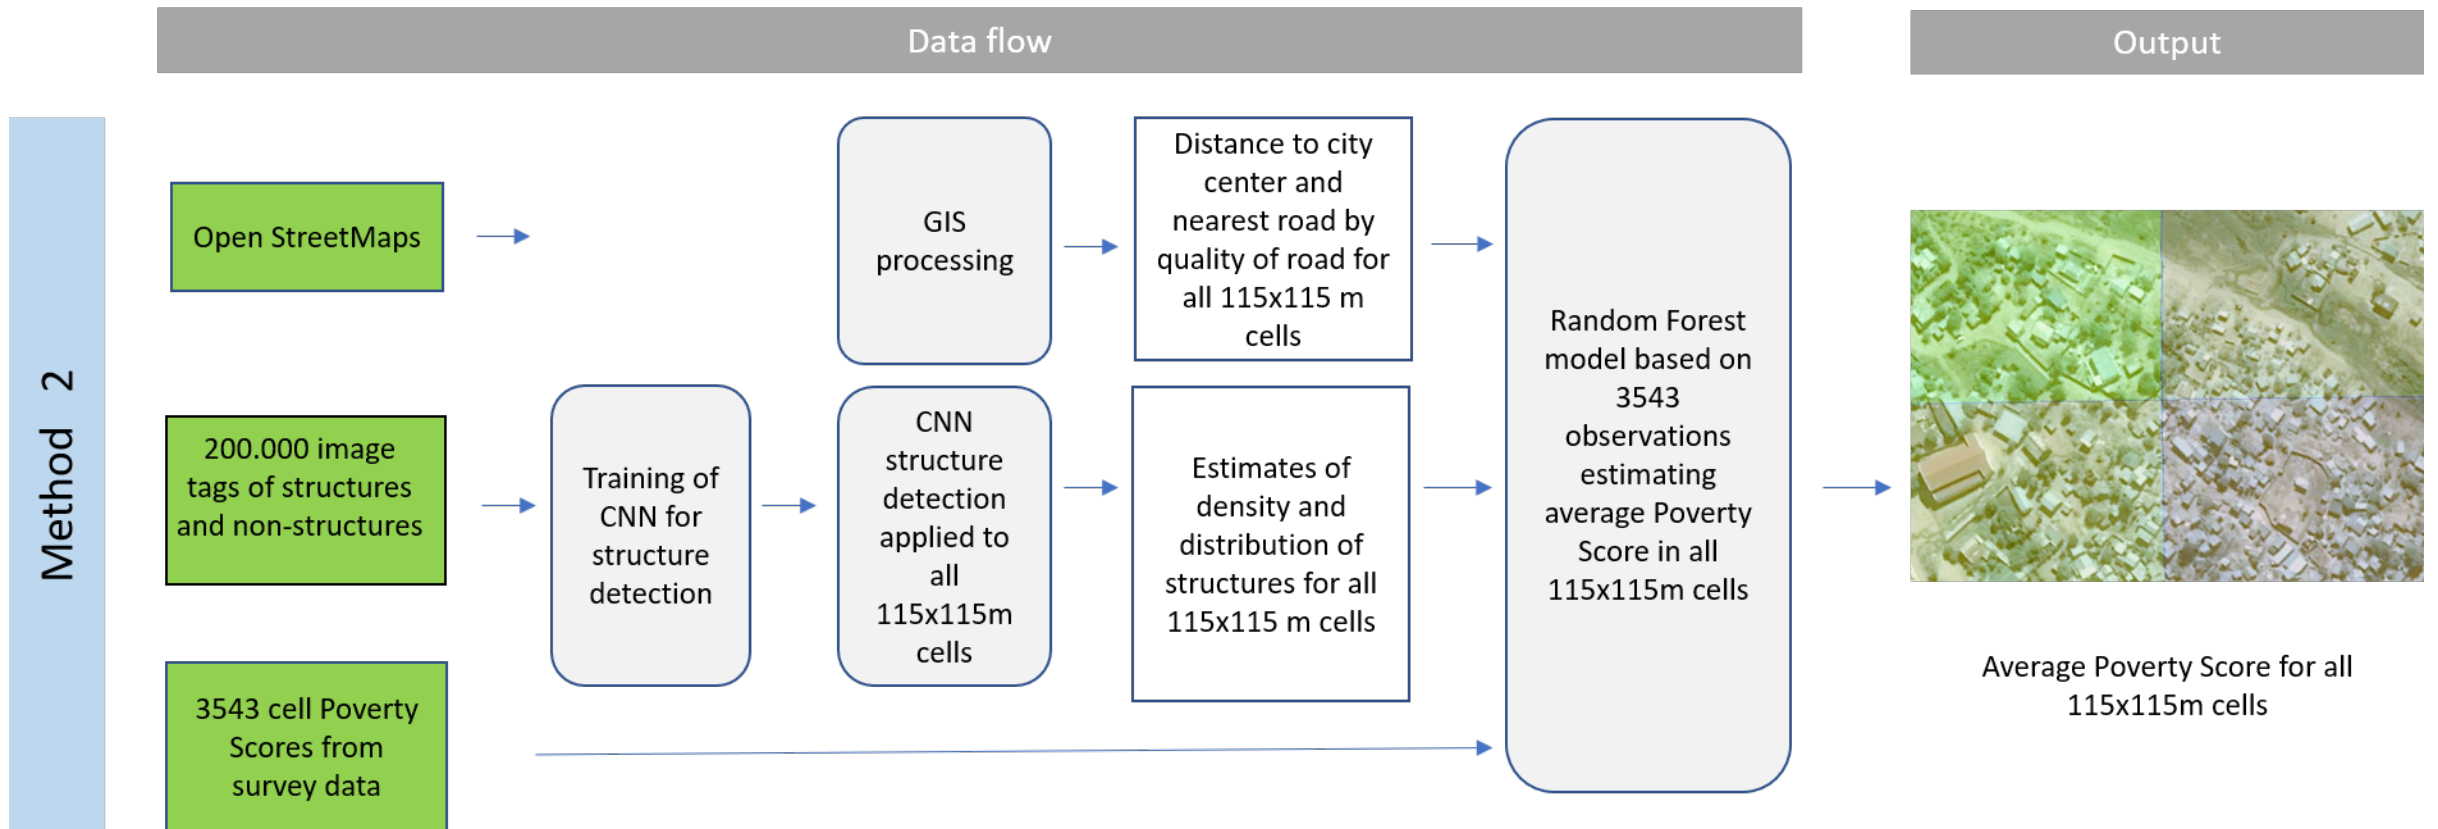 Data flow
Output
Method 2
Open StreetMaps
GIS
processing
Distance to city
center and
nearest road by
quality of road for
all 115x115 m
cells
200.000 image
tags of structures
and non-structures
Training of
CNN for
structure
detection
CNN
structure
detection
applied to
all
115x115m
cells
Estimates of
density and
distribution of
structures for all
115x115 m cells
3543 cell Poverty
Scores from
survey data
Random Forest
model based on
3543
observations
estimating
average Poverty
Score in all
115x115m cells
Average Poverty Score for all
115x115m cells